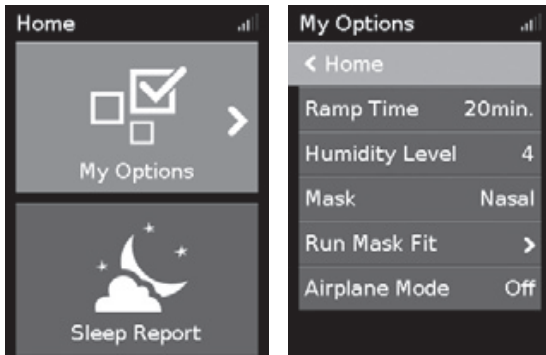 Home
My Options
Sleep Report
My Options
< Home
Ramp Time 20min.
Humidity Level 4
Mask Nasal
Run Mask Fit >
Airplane Mode Off